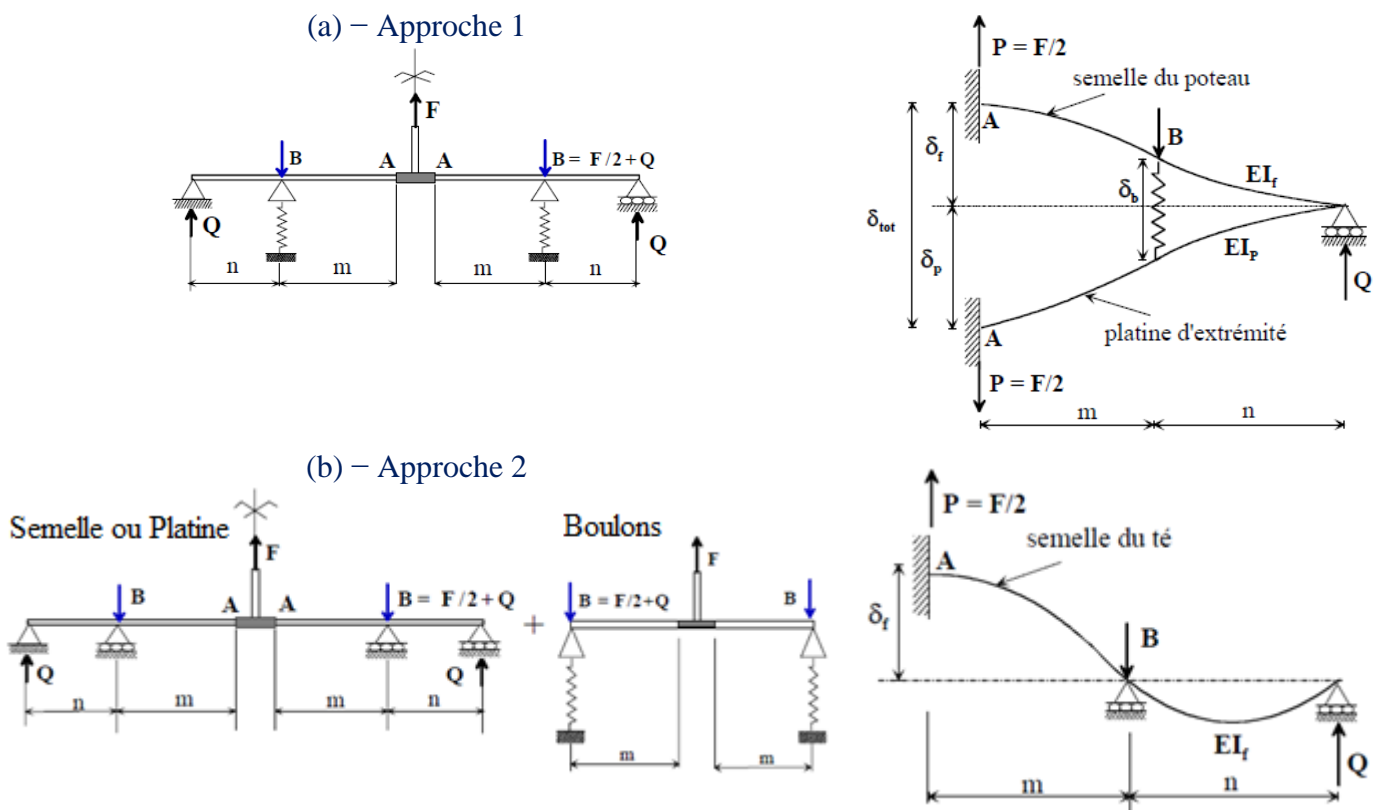 (a) − Approche 1
F
B
A
A
B = F/2+Q
Q
Q
n
m
m
n
P = F/2
semelle du poteau
A
B
δf
EIf
δb
δtot
δp
EIP
Q
A
platine d'extrémité
P = F/2
m
n
(b) − Approche 2
Semelle ou Platine
F
B
A
A
B = F/2+Q
Q
Q
n
m
m
n
+
Boulons
F
B = F/2+Q
B
m
m
P = F/2
semelle du té
A
δf
B
EIf
Q
m
n